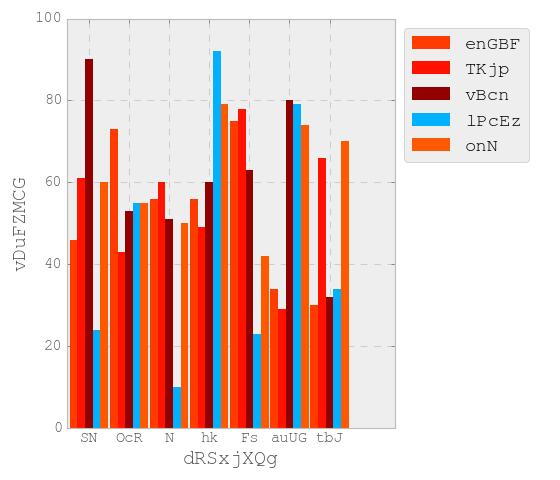 100
80
60
40
20
0
vDuFZMCG
SN OcR N hk Fs auUG tbJ
dRSxjXQg
enGBF
TKjp
vBcn
lPcEz
onN